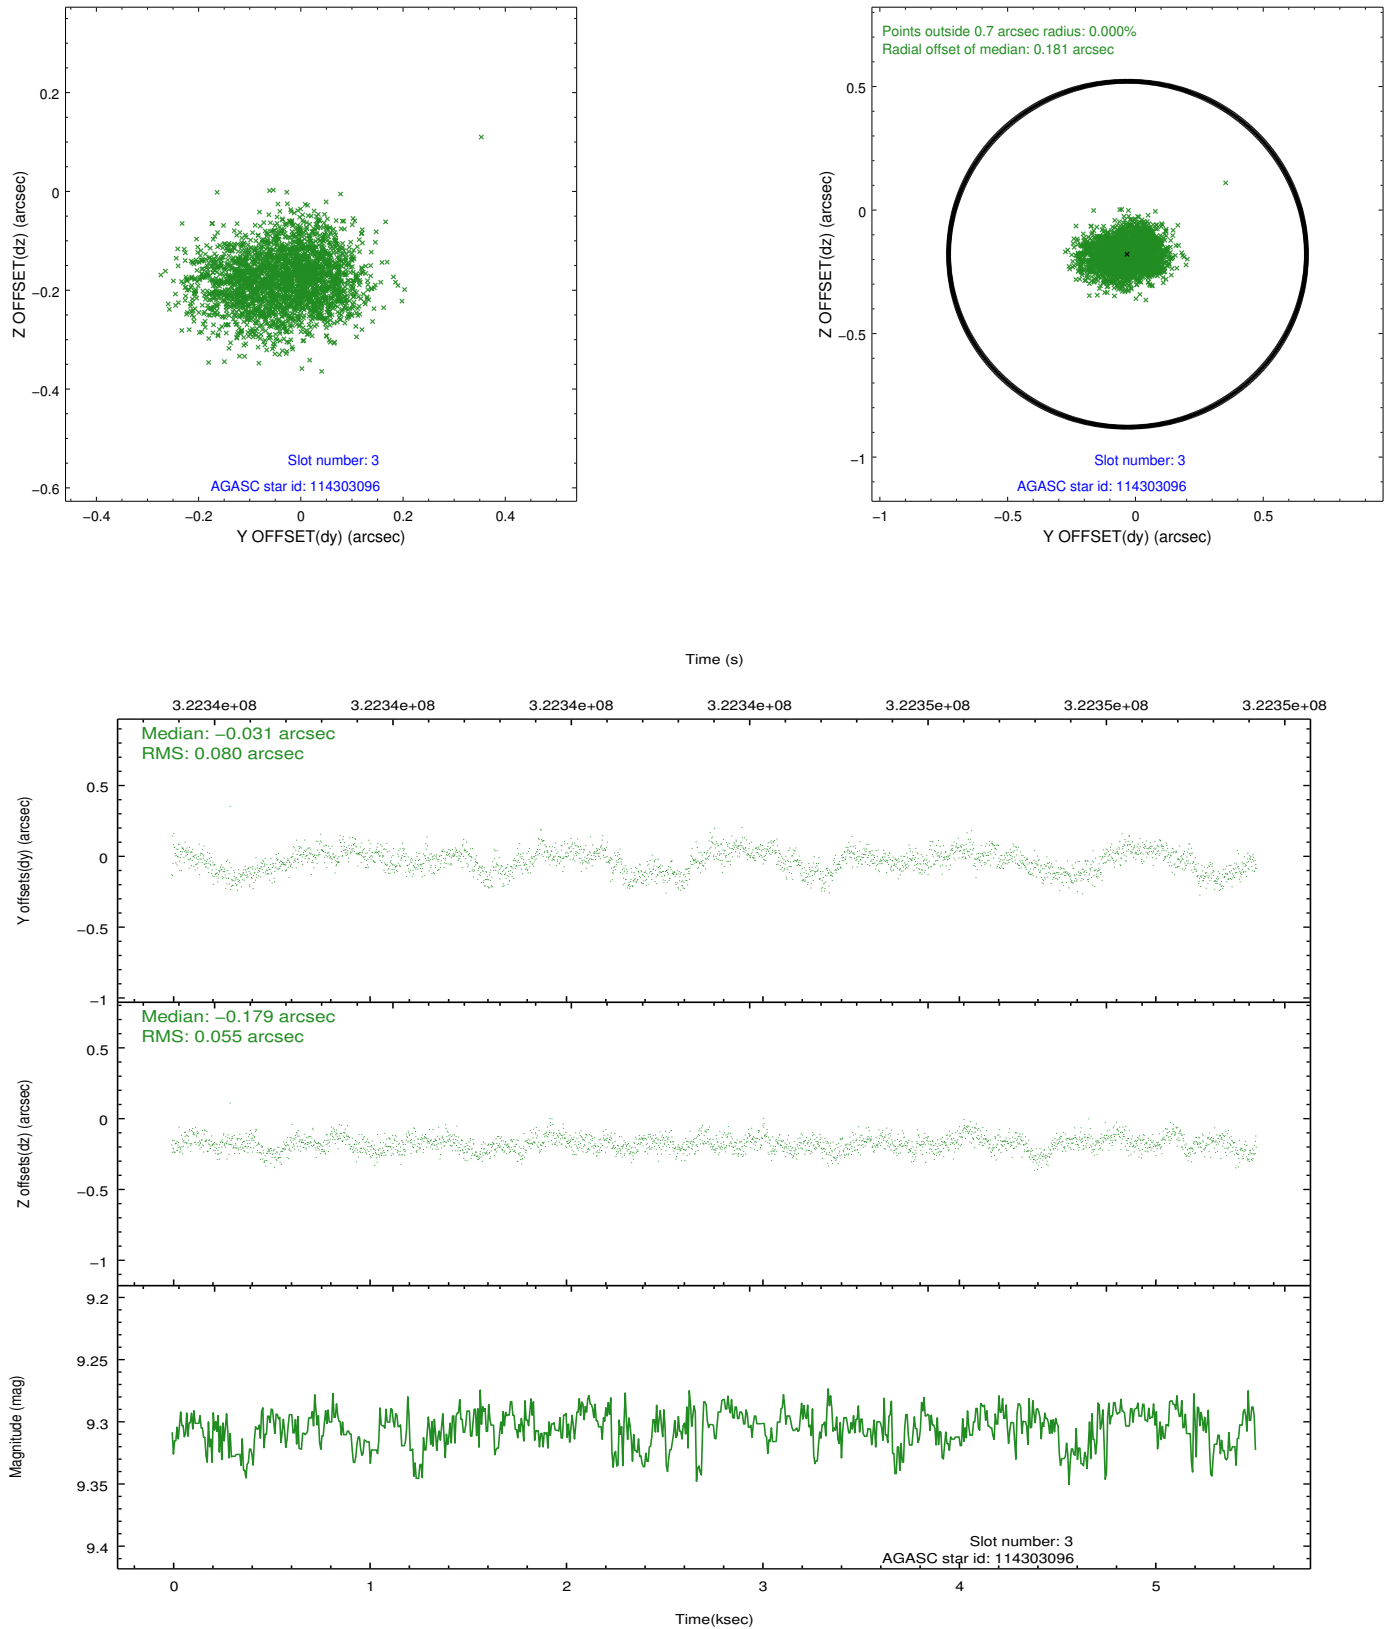 0.2
0
−0.2
−0.4
−0.6
Z OFFSET(dz) (arcsec)
Slot number: 3
AGASC star id: 114303096
−0.4
−0.2
0
0.2
0.4
Y OFFSET(dy) (arcsec)
Points outside 0.7 arcsec radius: 0.000%
Radial offset of median: 0.181 arcsec
0.5
0
−0.5
−1
Z OFFSET(dz) (arcsec)
Slot number: 3
AGASC star id: 114303096
−1
−0.5
0
0.5
Y OFFSET(dy) (arcsec)
Time (s)
3.2234e+08
3.2234e+08
3.2234e+08
3.2234e+08
3.2235e+08
3.2235e+08
3.2235e+08
Median: −0.031 arcsec
RMS: 0.080 arcsec
0.5
0
−0.5
−1
Y offsets(dy) (arcsec)
Median: −0.179 arcsec
RMS: 0.055 arcsec
0.5
0
−0.5
−1
Z offsets(dz) (arcsec)
9.2
9.25
9.3
9.35
9.4
Magnitude (mag)
Slot number: 3
AGASC star id: 114303096
0
1
2
3
4
5
Time(ksec)